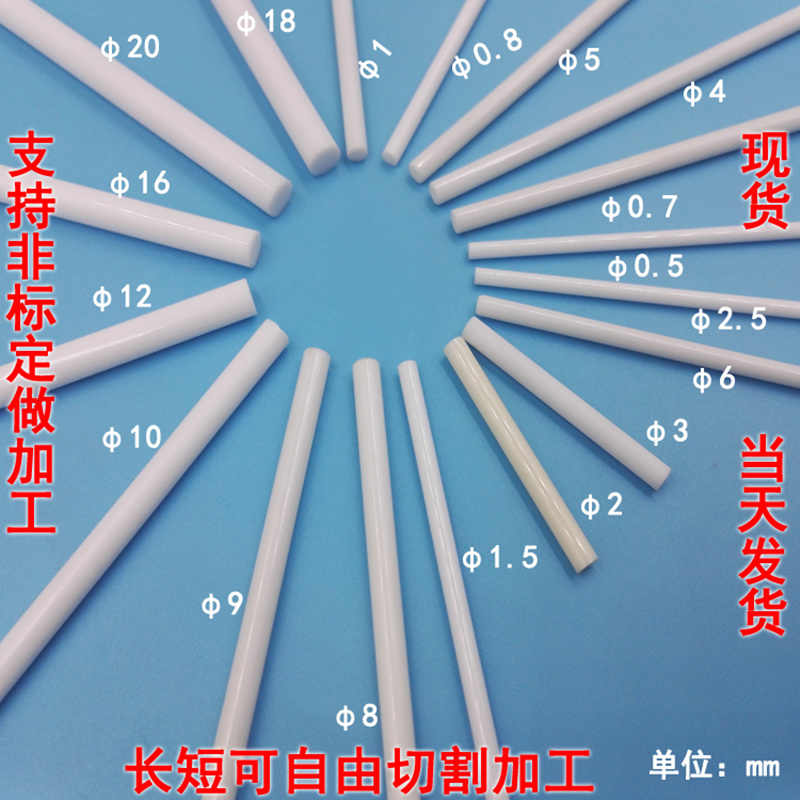 φ20
φ18
φ1
φ0.8
φ5
φ4
支持非标定做加工
现货
φ16
φ0.7
φ0.5
φ12
φ2.5
φ6
φ10
φ3
当天发货
φ2
φ1.5
φ9
φ8
长短可自由切割加工
单位：mm